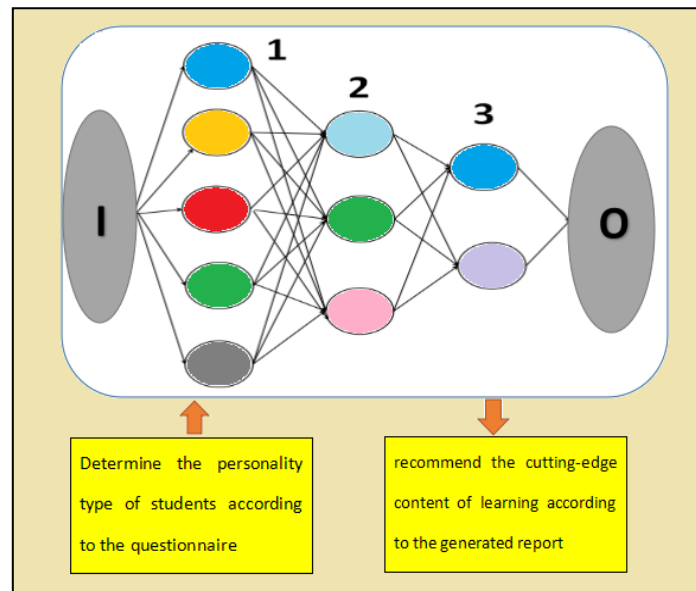 1
2
3
I
O
Determine the personality
type of students according
to the questionnaire
recommend the cutting-edge
content of learning according
to the generated report